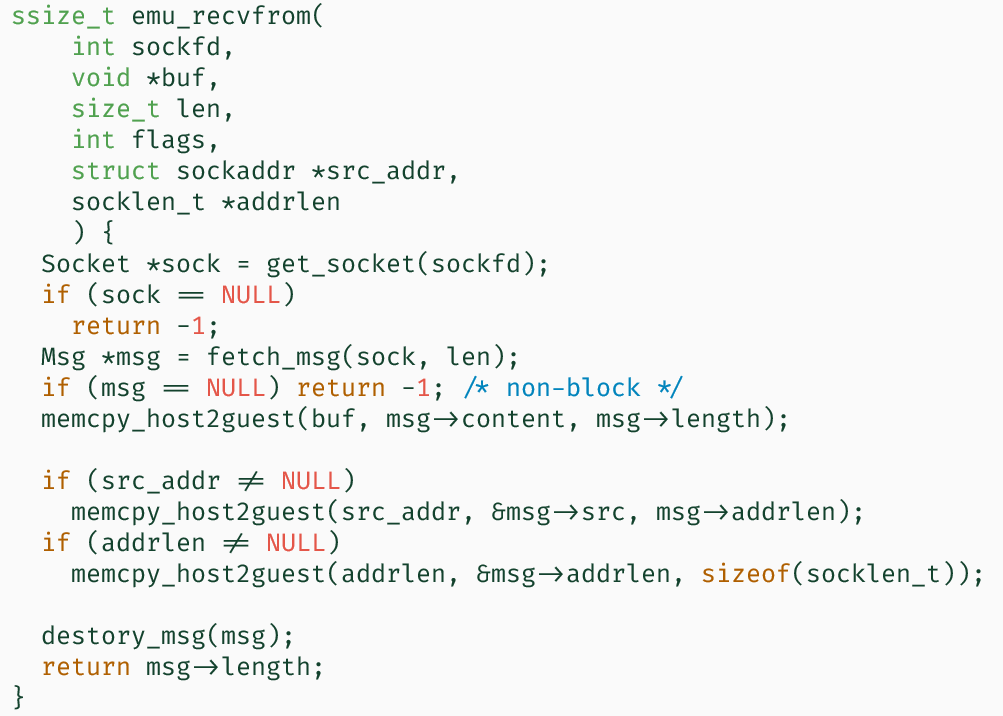 ssize_t emu_recvfrom(
    int sockfd,
    void *buf,
    size_t len,
    int flags,
    struct sockaddr *src_addr,
    socklen_t *addrlen
    ) {
  Socket *sock = get_socket(sockfd);
  if (sock == NULL)
    return -1;
  Msg *msg = fetch_msg(sock, len);
  if (msg == NULL) return -1; /* non-block */
  memcpy_host2guest(buf, msg->content, msg->length);

  if (src_addr != NULL)
    memcpy_host2guest(src_addr, &msg->src, msg->addrlen);
  if (addrlen != NULL)
    memcpy_host2guest(addrlen, &msg->addrlen, sizeof(socklen_t));

  destory_msg(msg);
  return msg->length;
}